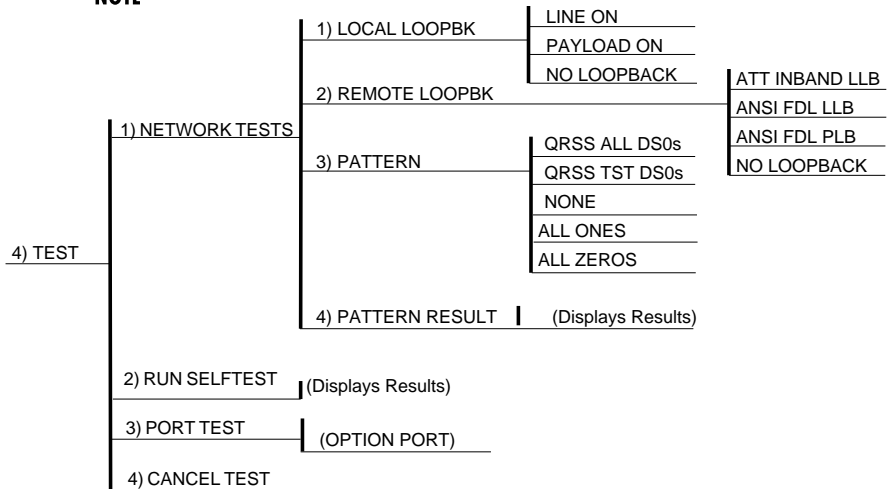 NOTE
4) TEST
1) NETWORK TESTS
1) LOCAL LOOPBK
LINE ON
PAYLOAD ON
NO LOOPBACK
2) REMOTE LOOPBK
ATT INBAND LLB
ANSI FDL LLB
ANSI FDL PLB
NO LOOPBACK
3) PATTERN
QRSS ALL DS0s
QRSS TST DS0s
NONE
ALL ONES
ALL ZEROS
4) PATTERN RESULT
(Displays Results)
2) RUN SELFTEST
(Displays Results)
3) PORT TEST
(OPTION PORT)
4) CANCEL TEST